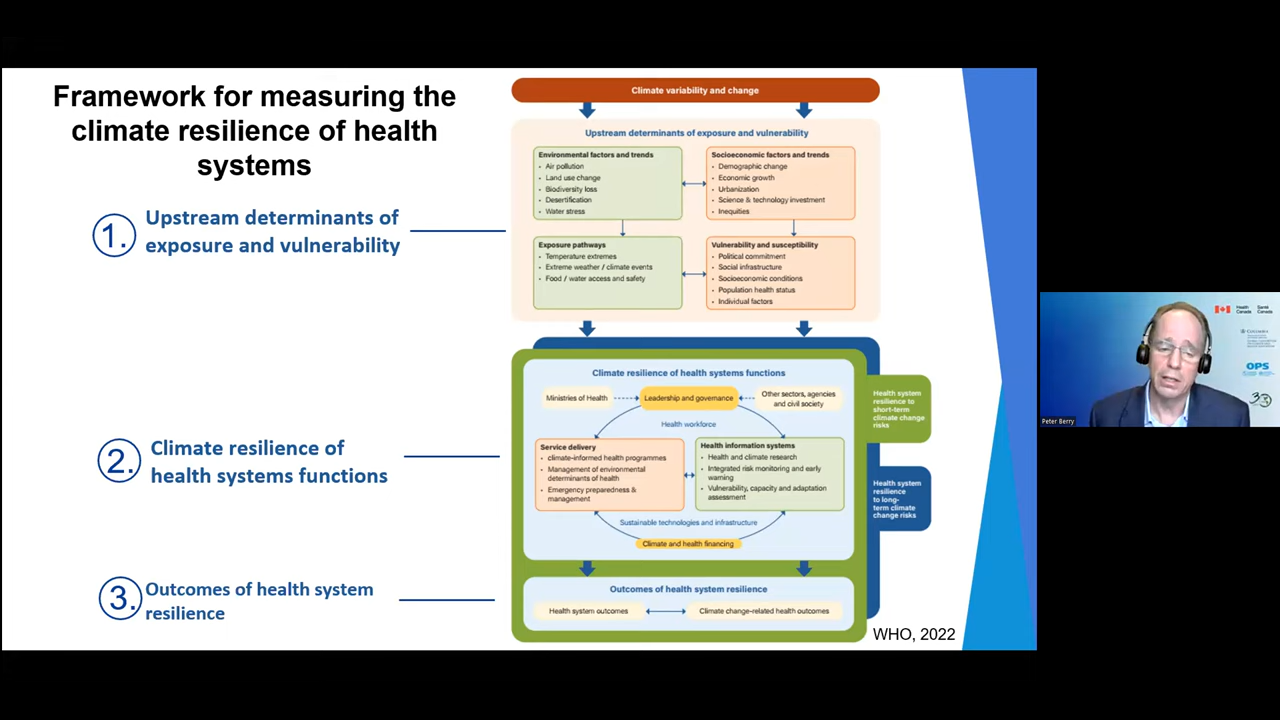 Framework for measuring the
climate resilience of health
systems
1.
Upstream determinants of
exposure and vulnerability
2.
Climate resilience of
health systems functions
3.
Outcomes of health system
resilience
Climate variability and change
Upstream determinants of exposure and vulnerability
Environmental factors and trends
• Air pollution
• Land use change
• Biodiversity loss
• Desertification
• Water stress
Socioeconomic factors and trends
• Demographic change
• Economic growth
• Urbanization
• Science & technology investment
• Inequities
Exposure pathways
• Temperature extremes
• Extreme weather / climate events
• Food / water access and safety
Vulnerability and susceptibility
• Political commitment
• Social infrastructure
• Socioeconomic conditions
• Population health status
• Individual factors
Climate resilience of health systems functions
Ministries of Health
Leadership and governance
Other sectors, agencies
and civil society
Health workforce
Service delivery
• climate-informed health programmes
• Management of environmental
determinants of health
• Emergency preparedness &
management
Health information systems
• Health and climate research
• Integrated risk monitoring and early
warning
• Vulnerability, capacity and adaptation
assessment
Sustainable technologies and infrastructure
Climate and health financing
Health system
resilience to
short-term
climate change
risks
Health system
resilience
to long-
term climate
change risks
Outcomes of health system resilience
Health system outcomes
Climate change-related health outcomes
WHO, 2022
Health Santé
Canada Canada
COLUMBIA
OPS
Peter Berry